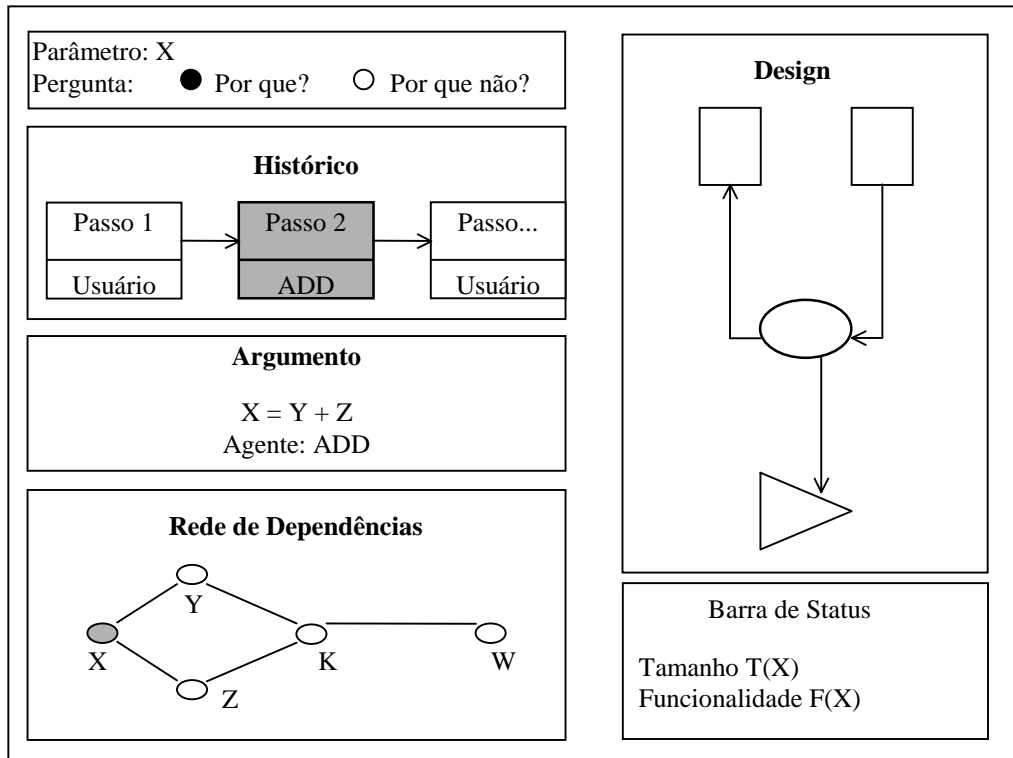 Parâmetro: X
Pergunta: Por que? Por que não?
Histórico
Passo 1 Passo 2 Passo...
Usuário ADD Usuário
Argumento
X = Y + Z
Agente: ADD
Rede de Dependências
Y
X K W
Z
Design
Barra de Status
Tamanho T(X)
Funcionalidade F(X)